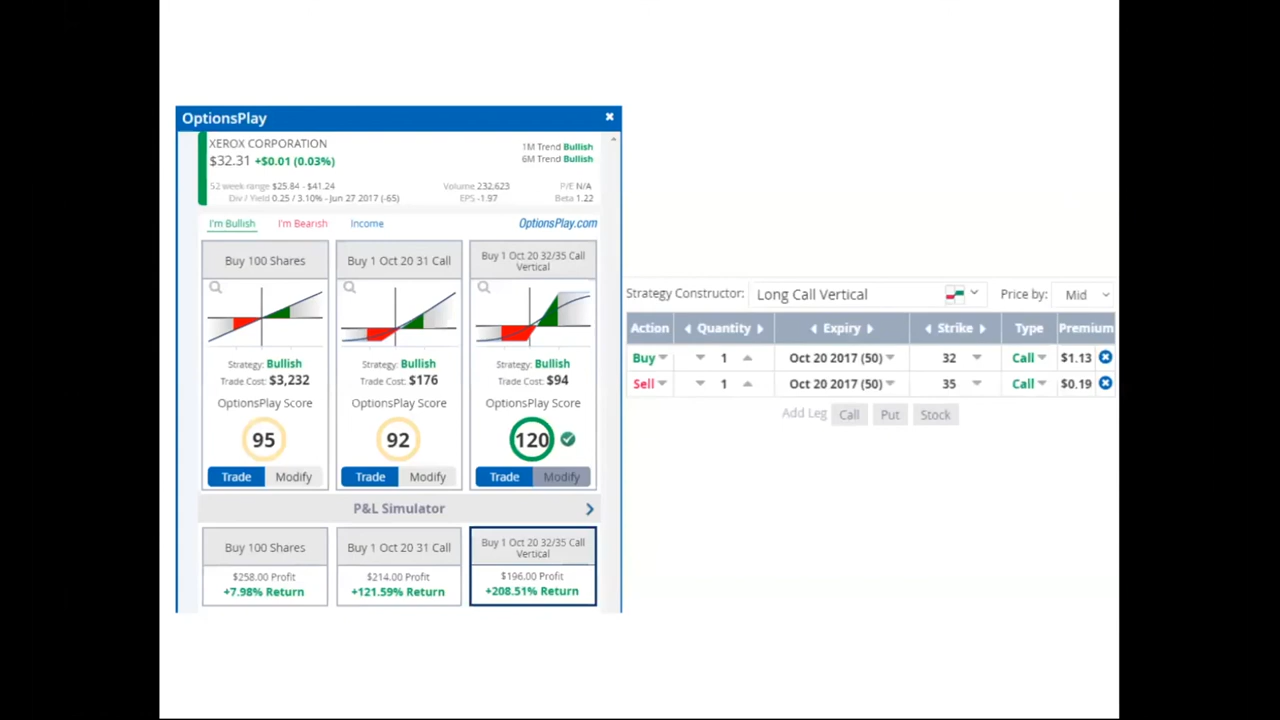 OptionsPlay
XEROX CORPORATION
$32.31 +$0.01 (0.03%)
1M Trend Bullish
6M Trend Bullish
52 week range $25.84 - $41.24
Volume 232,623
P/E N/A
Div / Yield 0.25 / 3.10% - Jun 27 2017 (-65)
EPS -1.97
Beta 1.22
I'm Bullish
I'm Bearish
Income
OptionsPlay.com
Buy 100 Shares
Strategy: Bullish
Trade Cost: $3,232
OptionsPlay Score
95
Trade
Modify
Buy 1 Oct 20 31 Call
Strategy: Bullish
Trade Cost: $176
OptionsPlay Score
92
Trade
Modify
Buy 1 Oct 20 32/35 Call
Vertical
Strategy: Bullish
Trade Cost: $94
OptionsPlay Score
120
Trade
Modify
P&L Simulator
Buy 100 Shares
$258.00 Profit
+7.98% Return
Buy 1 Oct 20 31 Call
$214.00 Profit
+121.59% Return
Buy 1 Oct 20 32/35 Call
Vertical
$196.00 Profit
+208.51% Return
Strategy Constructor: Long Call Vertical Price by: Mid
Action Quantity Expiry Strike Type Premium
Buy 1 Oct 20 2017 (50) 32 Call $1.13
Sell 1 Oct 20 2017 (50) 35 Call $0.19
Add Leg Call Put Stock